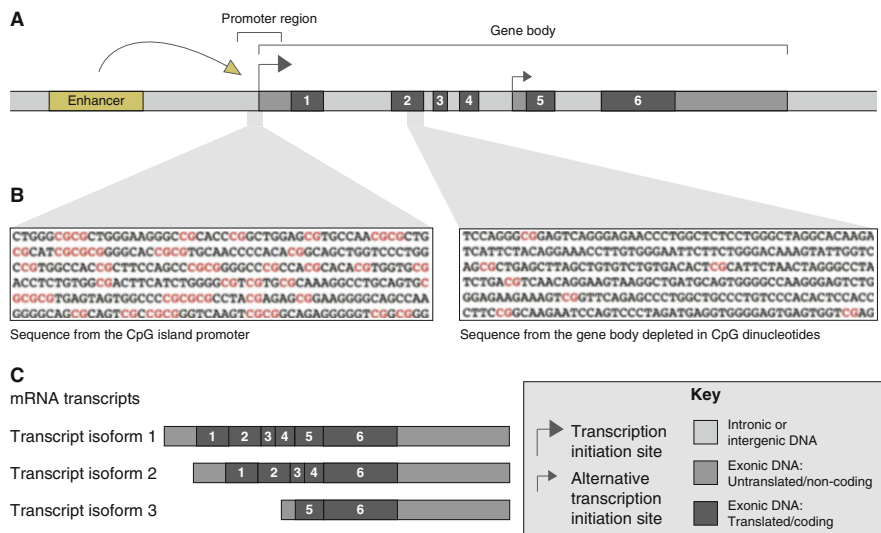 A
Promoter region
Gene body
Enhancer
1
2
3
4
5
6
B
CTGGGCGCGCTGGGAAGGGCCGCACCCGGCTGGAGCGTGCCAACGCGCTG
CGCATCGCGCGGGGCACCGCGTGCAACCCCACACGGCAGCTGGTCCCTGG
CCGTGGCCACCGCTTCCAGCCCGCGGGGCCCGCCACGCACACGTGGTGCG
ACCTCTGTGGCGACTTCATCTGGGGCGTCGTGCGCAAAGGCCTGCAGTGC
GCGCGTGAGTAGTGGCCCCGCGCGCCTACGAGAGCGGAAGGGGCAGCCAA
GGGGCAGCGCAGTCGCCGCGGGTCAAGTCGCGGCAGAGGGGGTCGGCGGG
Sequence from the CpG island promoter
TCCAGGGCGGAGTCAGGGAGAACCCTGGCTCTCCTGGGCTAGGCACAAGA
TCATTCTACAGGAAACCTTGTGGAATTCTTCTGGGACAAAGTATTGGTC
AGCGCTGAGCTTAGCTGTGTCTGTGACACTCGCATTCTAACTAGGGCCTA
TCTGACGTCAACAGGAAGTAAGGCTGATGCAGTGGGGCCAAGGGAGTCTG
GGAGAAGAAAGTCGGTTCAGAGCCCTGGCTGCCCTGTCCCACACTCCACC
CTTCCGGCAAGAATCCAGTCCCTAGATGAGGTGGGGAGTGAGTGGTCGAG
Sequence from the gene body depleted in CpG dinucleotides
C
mRNA transcripts
Transcript isoform 1
1 2 3 4 5 6
Transcript isoform 2
1 2 3 4 6
Transcript isoform 3
5 6
Key
Transcription
initiation site
Alternative
transcription
initiation site
Intronic or
intergenic DNA
Exonic DNA:
Untranslated/non-coding
Exonic DNA:
Translated/coding